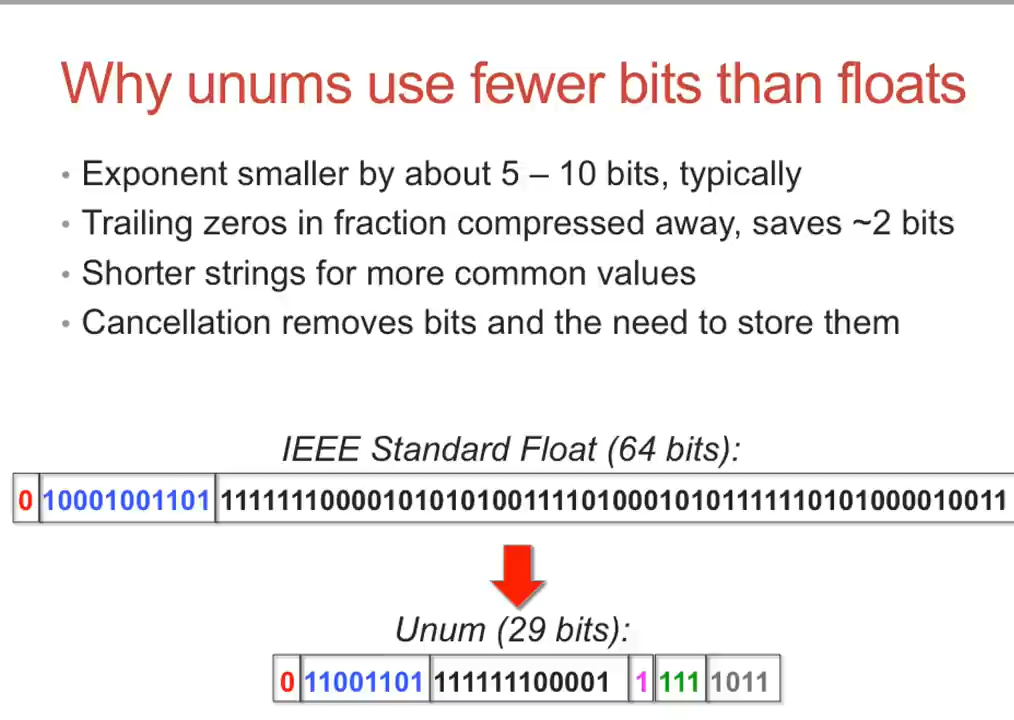 Why unums use fewer bits than floats
• Exponent smaller by about 5 – 10 bits, typically
• Trailing zeros in fraction compressed away, saves ~2 bits
• Shorter strings for more common values
• Cancellation removes bits and the need to store them
IEEE Standard Float (64 bits):
0 10001001101 1111111000010101010011110100010101111110101000010011
Unum (29 bits):
0 11001101 111111100001 1 111 1011